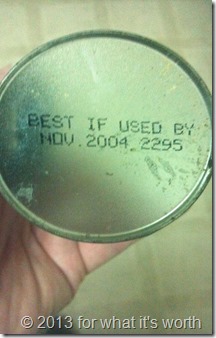 BEST IF USED BY
NOV 2004 2295
© 2013 for what it's worth